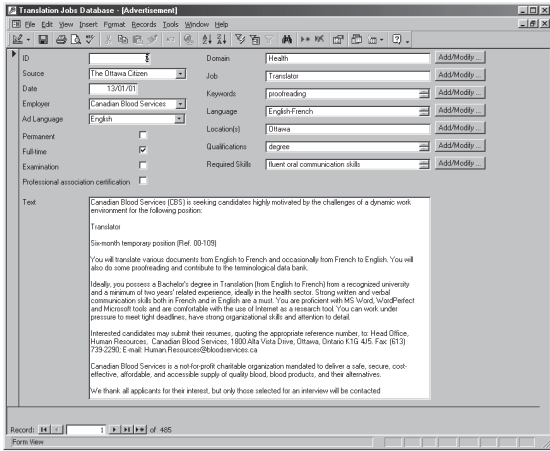 Translation Jobs Database - [Advertisement]
File Edit View Insert Format Records Tools Window Help
ID
Source The Ottawa Citizen
Date 13/01/01
Employer Canadian Blood Services
Ad Language English
Permanent
Full-time
Examination
Professional association certification
Domain Health Add/Modify ...
Job Translator Add/Modify ...
Keywords proofreading Add/Modify ...
Language English-French Add/Modify ...
Location(s) Ottawa Add/Modify ...
Qualifications degree Add/Modify ...
Required Skills fluent oral communication skills Add/Modify ...
Text
Canadian Blood Services (CBS) is seeking candidates highly motivated by the challenges of a dynamic work
environment for the following position:
Translator
Six-month temporary position (Ref. 00-109)
You will translate various documents from English to French and occasionally from French to English. You will
also do some proofreading and contribute to the terminological data bank.
Ideally, you possess a Bachelor's degree in Translation (from English to French) from a recognized university
and a minimum of two years' related experience, ideally in the health sector. Strong written and verbal
communication skills both in French and in English are a must. You are proficient with MS Word, WordPerfect
and Microsoft tools and are comfortable with the use of Internet as a research tool. You can work under
pressure to meet tight deadlines, have strong organizational skills and attention to detail.
Interested candidates may submit their resumes, quoting the appropriate reference number, to: Head Office,
Human Resources, Canadian Blood Services, 1800 Alta Vista Drive, Ottawa, Ontario K1G 4J5. Fax: (613)
739-2290; E-mail: Human.Resources@bloodservices.ca
Canadian Blood Services is a not-for-profit charitable organization mandated to deliver a safe, secure, cost-
effective, affordable, and accessible supply of quality blood, blood products, and their alternatives.
We thank all applicants for their interest, but only those selected for an interview will be contacted
Record: 1 of 485
Form View